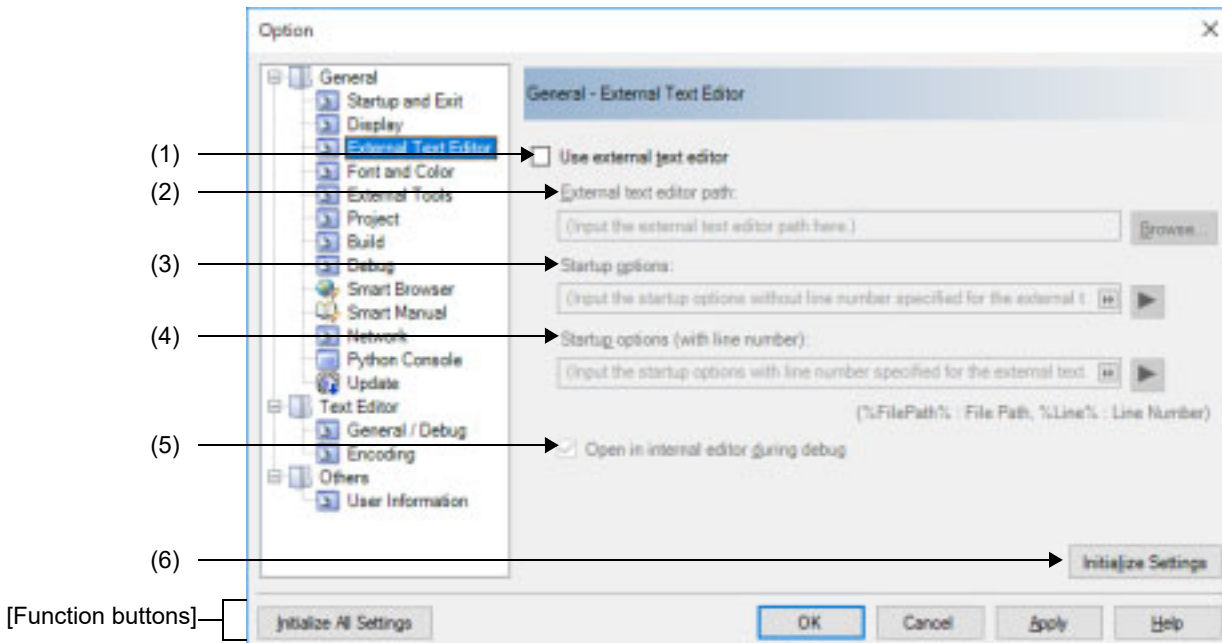 Option
General
Startup and Exit
Display
External Text Editor
Font and Color
External Tools
Project
Build
Debug
Smart Browser
Smart Manual
Network
Python Console
Update
Text Editor
General / Debug
Encoding
Others
User Information
General - External Text Editor
(1)
Use external text editor
(2)
External text editor path:
(Input the external text editor path here.)
Browse...
(3)
Startup options:
(Input the startup options without line number specified for the external t
(4)
Startup options (with line number):
(Input the startup options with line number specified for the external text
(%FilePath% : File Path, %Line% : Line Number)
(5)
Open in internal editor during debug
(6)
Initialize Settings
[Function buttons]
Initialize All Settings
OK
Cancel
Apply
Help